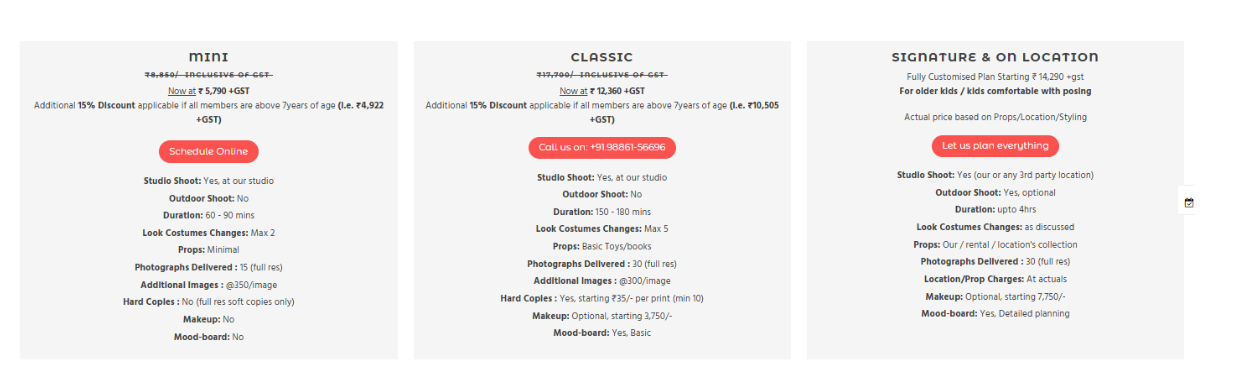 MINI
₹8,850/- INCLUSIVE OF GST
Now at ₹ 5,790 +GST
Additional 15% Discount applicable if all members are above 7years of age (i.e. ₹4,922
+GST)
Schedule Online
Studio Shoot: Yes, at our studio
Outdoor Shoot: No
Duration: 60 - 90 mins
Look Costumes Changes: Max 2
Props: Minimal
Photographs Delivered : 15 (full res)
Additional Images : @350/image
Hard Copies : No (full res soft copies only)
Makeup: No
Mood-board: No
CLASSIC
₹17,700/ INCLUSIVE OF GST
Now at ₹ 12,360 +GST
Additional 15% Discount applicable if all members are above 7years of age (i.e. ₹10,505
+GST)
Call us on: +91.98861-56696
Studio Shoot: Yes, at our studio
Outdoor Shoot: No
Duration: 150 - 180 mins
Look Costumes Changes: Max 5
Props: Basic Toys/books
Photographs Delivered : 30 (full res)
Additional Images : @300/image
Hard Copies : Yes, starting ₹35/- per print (min 10)
Makeup: Optional, starting 3,750/-
Mood-board: Yes, Basic
SIGNATURE & ON LOCATION
Fully Customised Plan Starting ₹ 14,290 +gst
For older kids / kids comfortable with posing
Actual price based on Props/Location/Styling
Let us plan everything
Studio Shoot: Yes (our or any 3rd party location)
Outdoor Shoot: Yes, optional
Duration: upto 4hrs
Look Costumes Changes: as discussed
Props: Our / rental / location's collection
Photographs Delivered : 30 (full res)
Location/Prop Charges: At actuals
Makeup: Optional, starting 7,750/-
Mood-board: Yes, Detailed planning